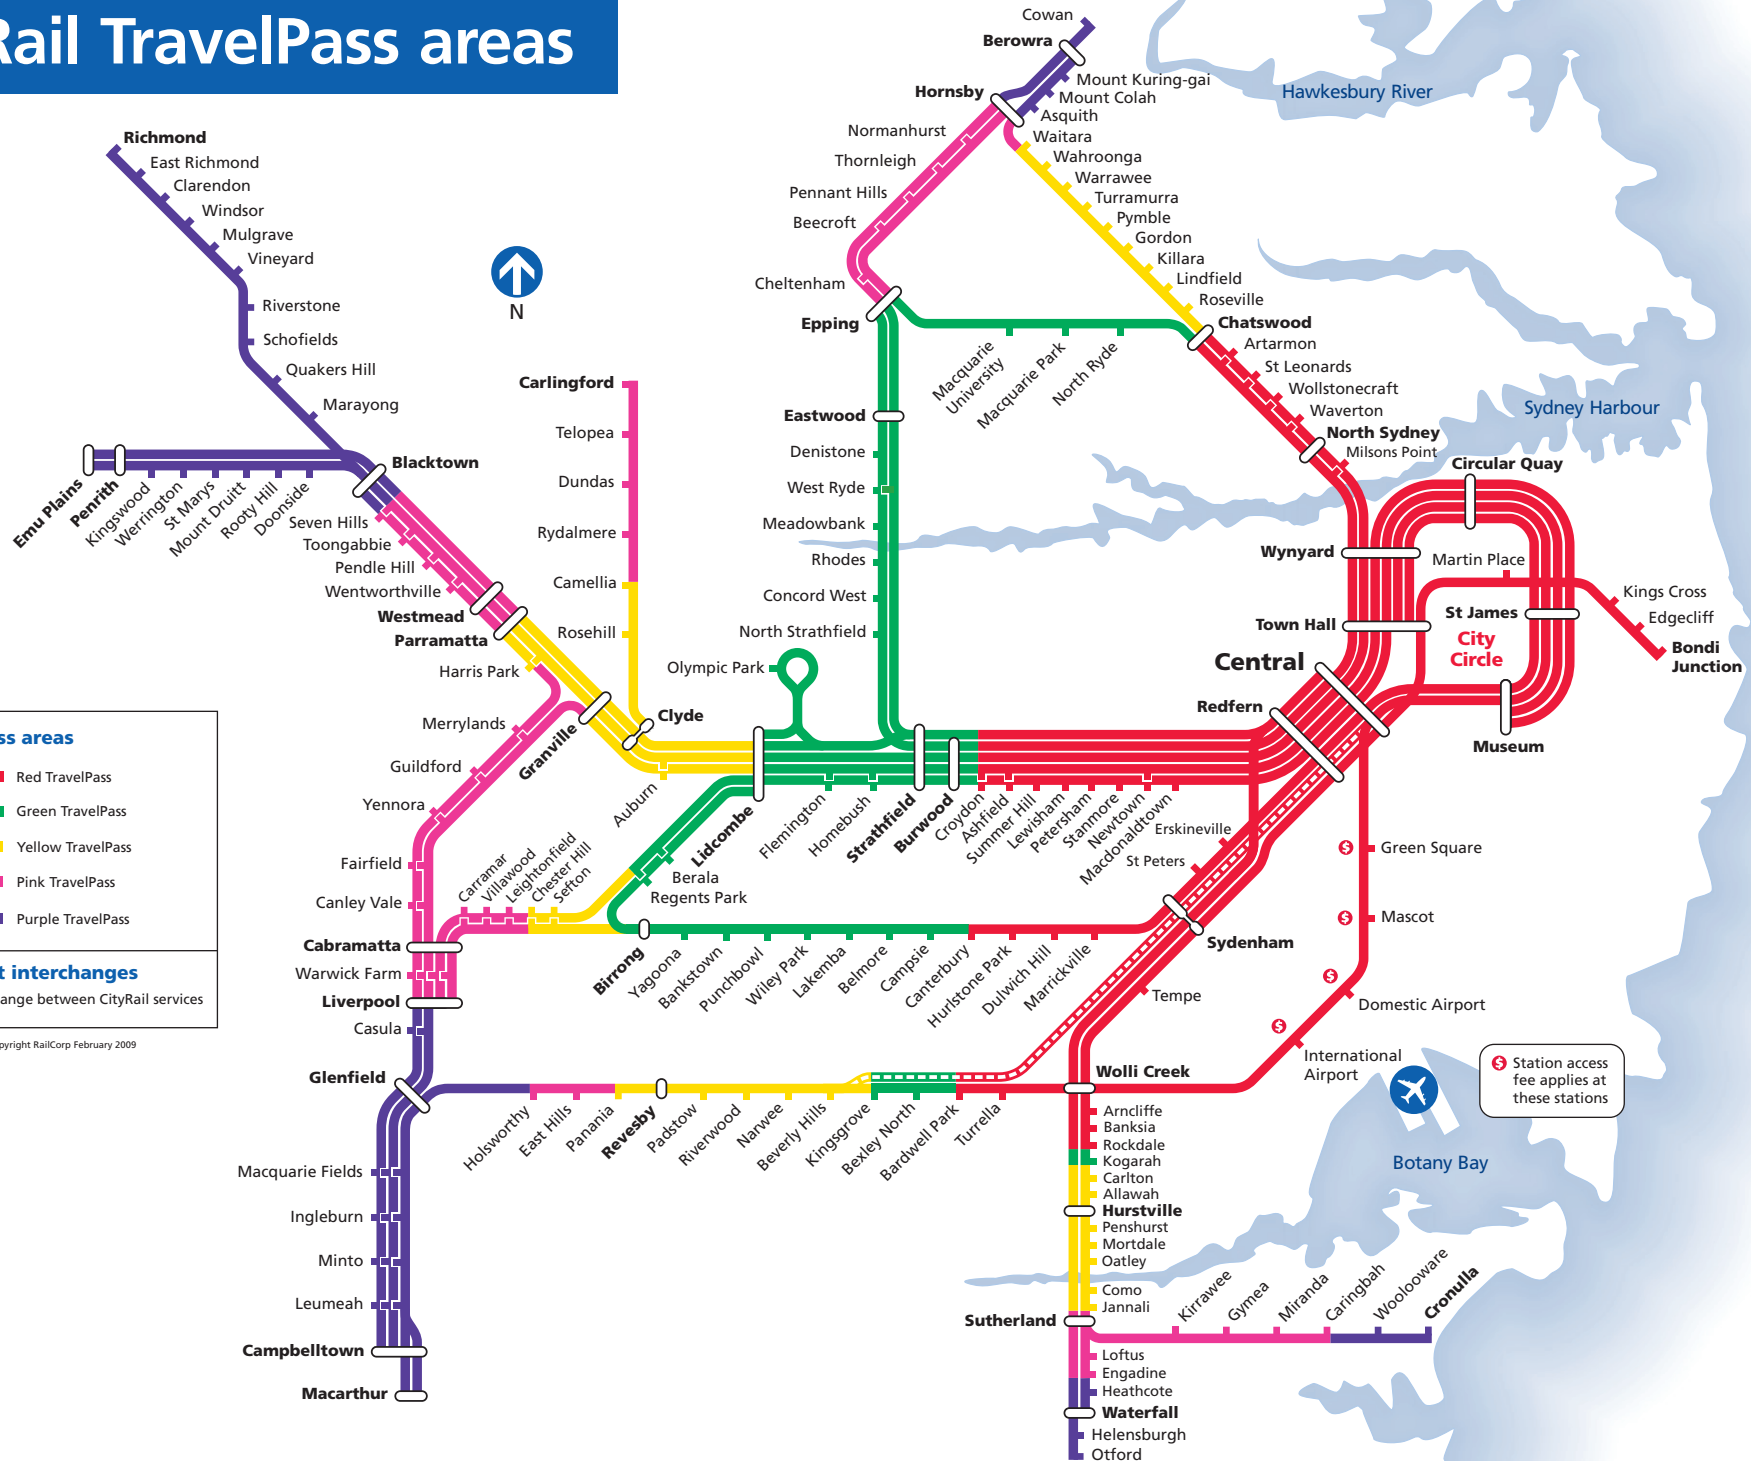 Rail TravelPass areas
Cowan
Berowra
Mount Kuring-gai
Mount Colah
Asquith
Hornsby
Hawkesbury River
Normanhurst
Thornleigh
Pennant Hills
Beecroft
Cheltenham
Waitara
Wahroonga
Warrawee
Turramurra
Pymble
Gordon
Killara
Lindfield
Roseville
Chatswood
Richmond
East Richmond
Clarendon
Windsor
Mulgrave
Vineyard
Riverstone
Schofields
Quakers Hill
Marayong
N
Epping
Macquarie
University
Macquarie Park
North Ryde
Artarmon
St Leonards
Wollstonecraft
Waverton
North Sydney
Milsons Point
Sydney Harbour
Carlingford
Telopea
Dundas
Rydalmere
Camellia
Rosehill
Eastwood
Denistone
West Ryde
Meadowbank
Rhodes
Concord West
North Strathfield
Olympic Park
Blacktown
Emu Plains
Penrith
Kingswood
Werrington
St Marys
Mount Druitt
Rooty Hill
Doonside
Seven Hills
Toongabbie
Pendle Hill
Wentworthville
Westmead
Parramatta
Harris Park
Circular Quay
Wynyard
Martin Place
Kings Cross
Edgecliff
Bondi
Junction
Town Hall
St James
City
Circle
Central
Redfern
Museum
Merrylands
Guildford
Yennora
Fairfield
Canley Vale
Granville
Clyde
Auburn
Lidcombe
Flemington
Homebush
Strathfield
Burwood
Croydon
Ashfield
Summer Hill
Lewisham
Petersham
Stanmore
Newtown
Macdonaldtown
Erskineville
St Peters
Green Square
Mascot
Domestic Airport
International
Airport
ss areas
Red TravelPass
Green TravelPass
Yellow TravelPass
Pink TravelPass
Purple TravelPass
t interchanges
ange between CityRail services
pyright RailCorp February 2009
Carramar
Villawood
Leightonfield
Chester Hill
Sefton
Berala
Regents Park
Cabramatta
Warwick Farm
Liverpool
Casula
Glenfield
Birrong
Yagoona
Bankstown
Punchbowl
Wiley Park
Lakemba
Belmore
Campsie
Canterbury
Hurlstone Park
Dulwich Hill
Marrickville
Sydenham
Tempe
Wolli Creek
$ Station access
fee applies at
these stations
Botany Bay
Holsworthy
East Hills
Panania
Revesby
Padstow
Riverwood
Narwee
Beverly Hills
Kingsgrove
Bexley North
Bardwell Park
Turrella
Arncliffe
Banksia
Rockdale
Kogarah
Carlton
Allawah
Hurstville
Penshurst
Mortdale
Oatley
Como
Jannali
Sutherland
Kirrawee
Gymea
Miranda
Caringbah
Woolooware
Cronulla
Loftus
Engadine
Heathcote
Waterfall
Helensburgh
Otford
Macquarie Fields
Ingleburn
Minto
Leumeah
Campbelltown
Macarthur